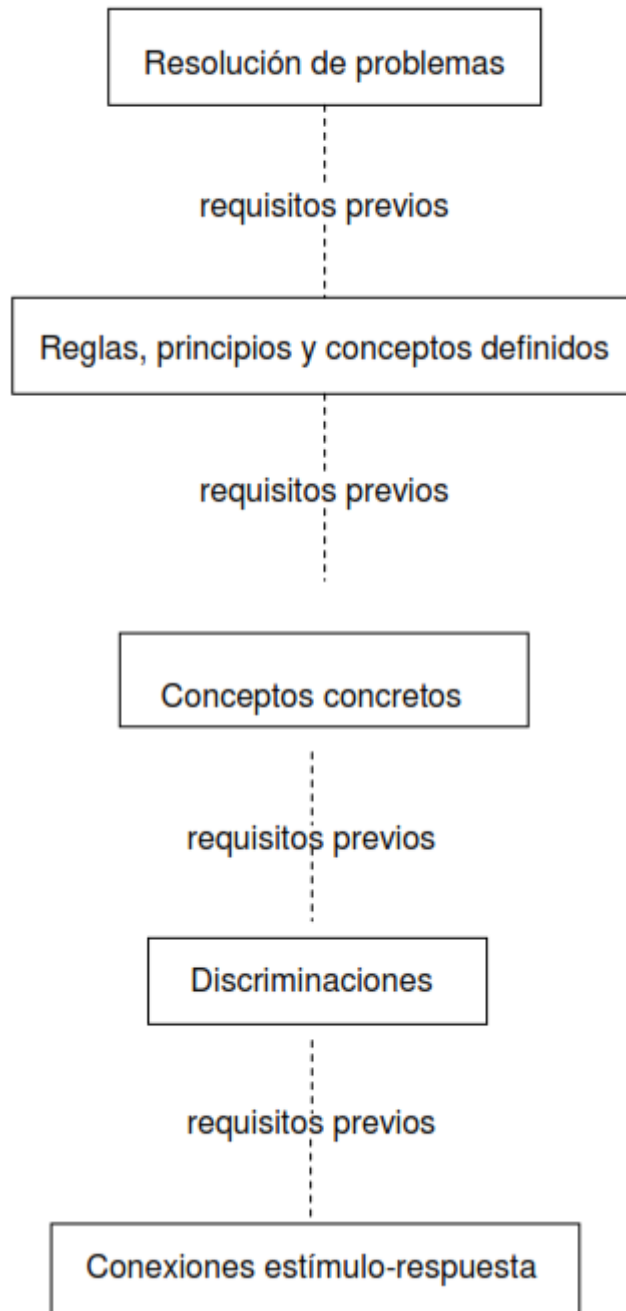 Resolución de problemas
requisitos previos
Reglas, principios y conceptos definidos
requisitos previos
Conceptos concretos
requisitos previos
Discriminaciones
requisitos previos
Conexiones estímulo-respuesta